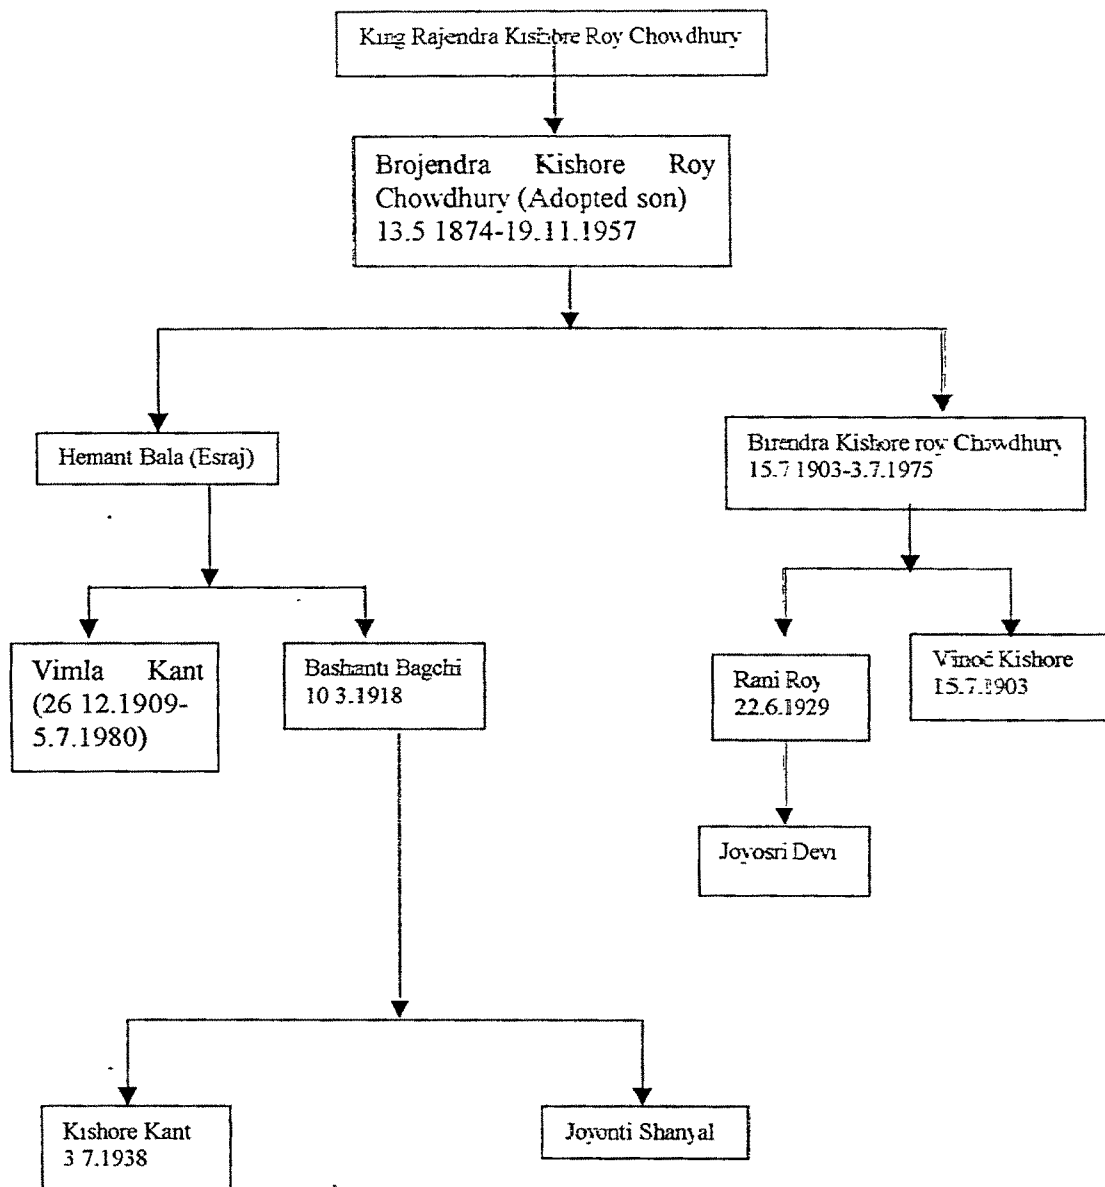 King Rajendra Kishore Roy Chowdhury
Brojendra Kishore Roy
Chowdhury (Adopted son)
13.5 1874-19.11.1957
Hemant Bala (Esraj)
Birendra Kishore roy Chowdhury
15.7 1903-3.7.1975
Vimla Kant
(26 12.1909-
5.7.1980)
Bashanti Bagchi
10 3.1918
Rani Roy
22.6.1929
Vinod Kishore
15.7.1903
Joyosri Devi
Kishore Kant
3 7.1938
Joyonti Shanyal